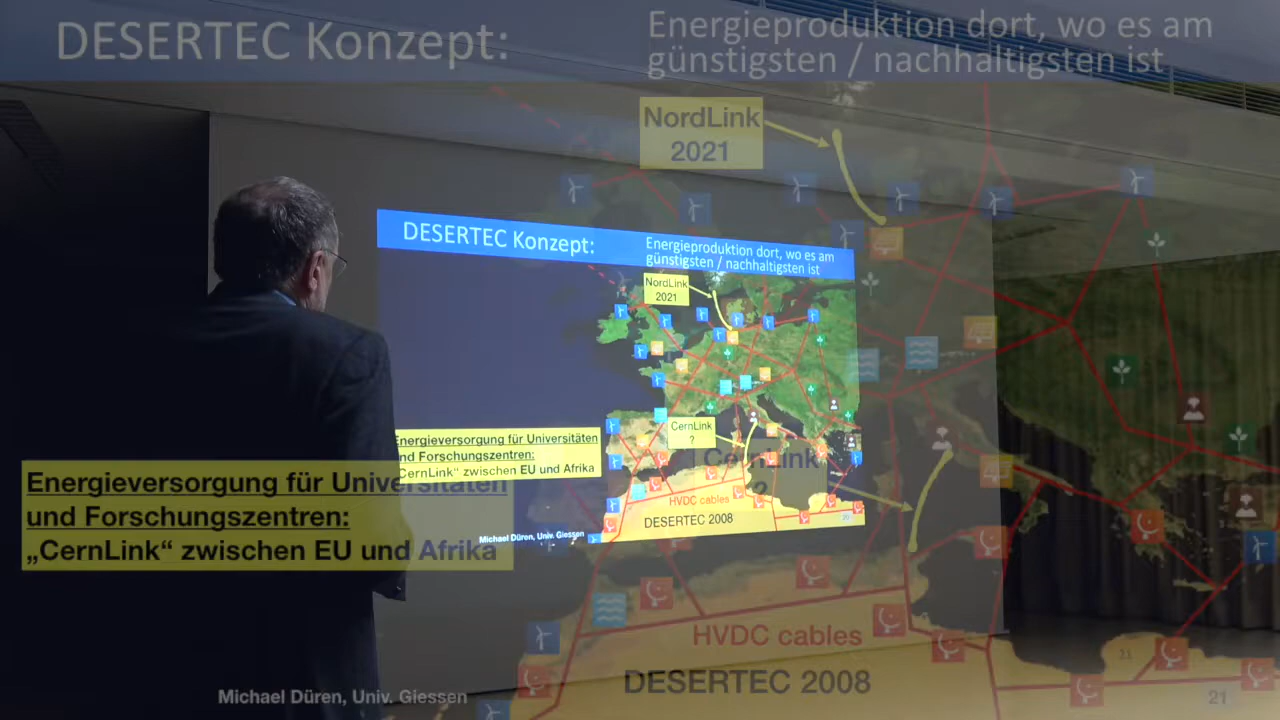 DESERTEC Konzept:
Energieproduktion dort, wo es am
günstigsten / nachhaltigsten ist
NordLink
2021
DESERTEC Konzept:
Energieproduktion dort, wo es am
günstigsten / nachhaltigsten ist
NordLink
2021
CernLink
?
Energieversorgung für Universitäten
und Forschungszentren:
„CernLink“ zwischen EU und Afrika
HVDC cables
DESERTEC 2008
Michael Düren, Univ. Giessen
20
CernLink
?
Energieversorgung für Universitäten
und Forschungszentren:
„CernLink“ zwischen EU und Afrika
HVDC cables
DESERTEC 2008
Michael Düren, Univ. Giessen
21
21